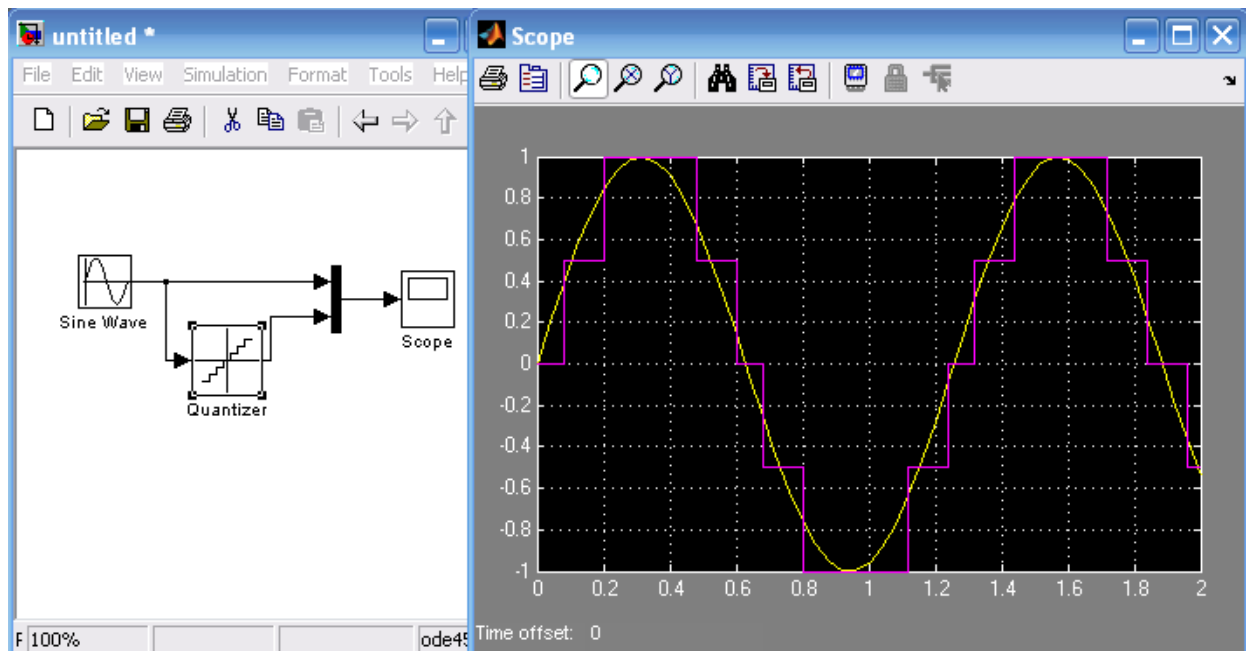 untitled *
File Edit View Simulation Format Tools Help
Sine Wave
Quantizer
Scope
F 100%
ode45
Scope
1
0.8
0.6
0.4
0.2
0
-0.2
-0.4
-0.6
-0.8
-1
0 0.2 0.4 0.6 0.8 1 1.2 1.4 1.6 1.8 2
Time offset: 0